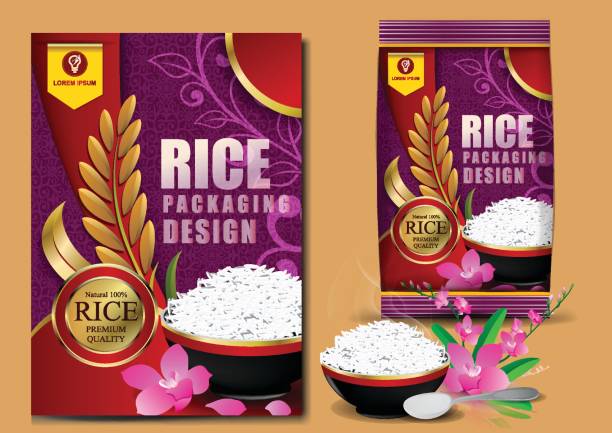 LOREM IPSUM
RICE
PACKAGING
DESIGN
Natural 100%
RICE
PREMIUM
QUALITY
LOREM IPSUM
RICE
PACKAGING
DESIGN
Natural 100%
RICE
PREMIUM
QUALITY